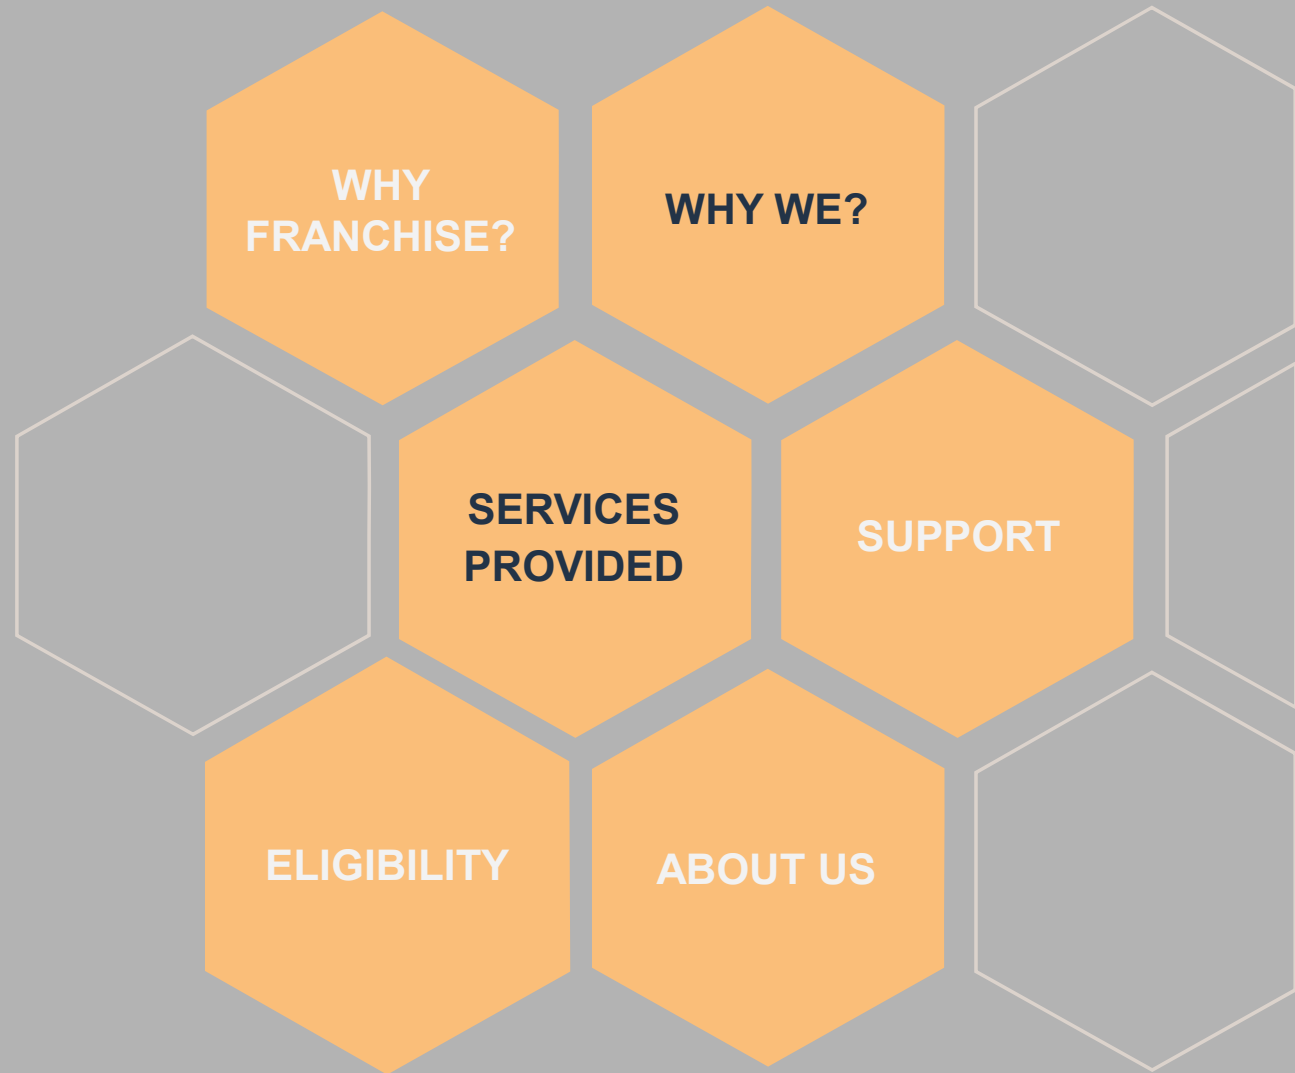 WHY
FRANCHISE?
WHY WE?
SERVICES
PROVIDED
SUPPORT
ELIGIBILITY
ABOUT US